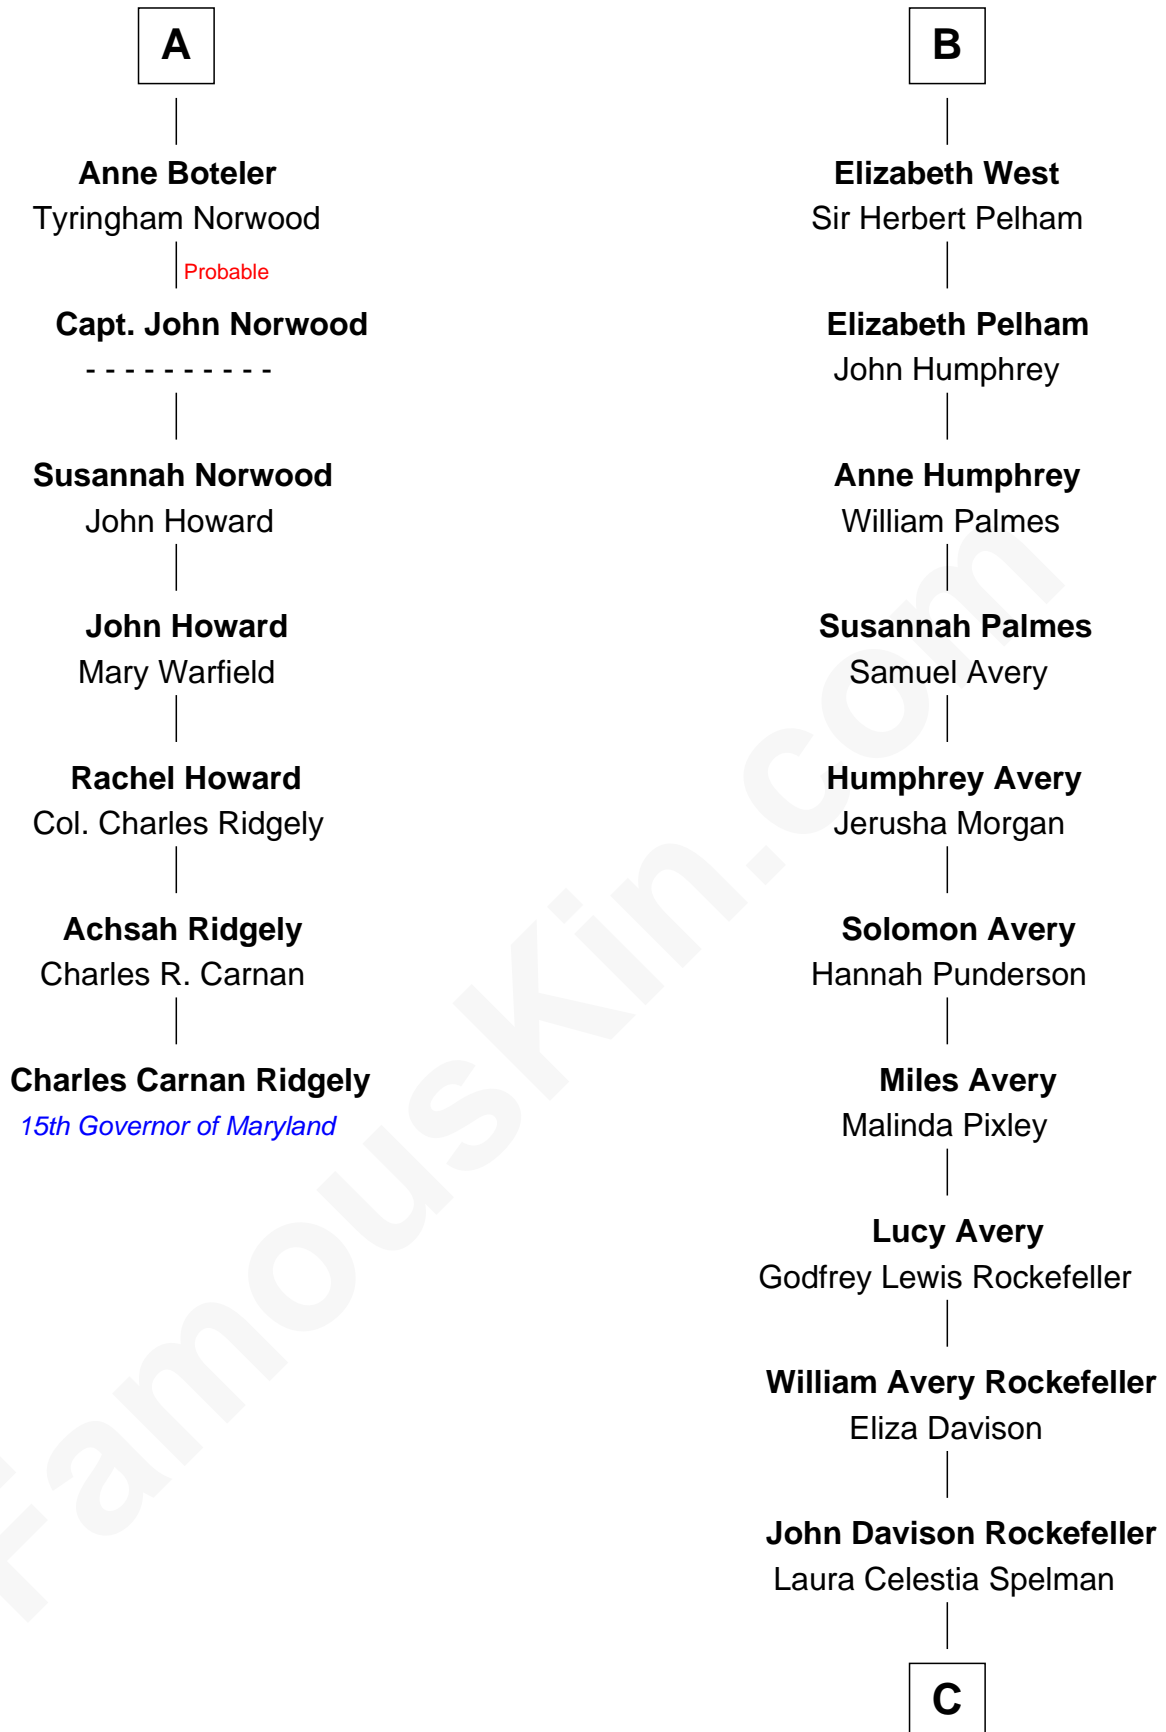 A
Anne Boteler
Tyringham Norwood
Probable
Capt. John Norwood
- - - - - - - - - -
Susannah Norwood
John Howard
John Howard
Mary Warfield
Rachel Howard
Col. Charles Ridgely
Achsah Ridgely
Charles R. Carnan
Charles Carnan Ridgely
15th Governor of Maryland
B
Elizabeth West
Sir Herbert Pelham
Elizabeth Pelham
John Humphrey
Anne Humphrey
William Palmes
Susannah Palmes
Samuel Avery
Humphrey Avery
Jerusha Morgan
Solomon Avery
Hannah Punderson
Miles Avery
Malinda Pixley
Lucy Avery
Godfrey Lewis Rockefeller
William Avery Rockefeller
Eliza Davison
John Davison Rockefeller
Laura Celestia Spelman
C
FamousKin.com